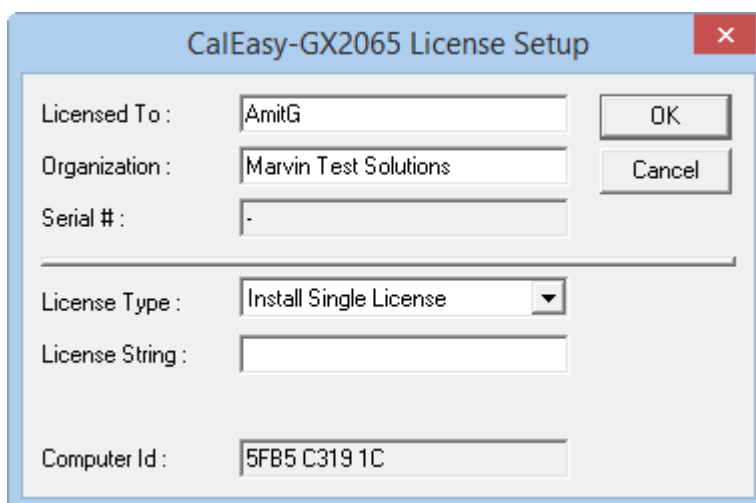 CalEasy-GX2065 License Setup
Licensed To : AmitG OK
Organization : Marvin Test Solutions Cancel
Serial # : -
License Type : Install Single License
License String :
Computer Id : 5FB5 C319 1C